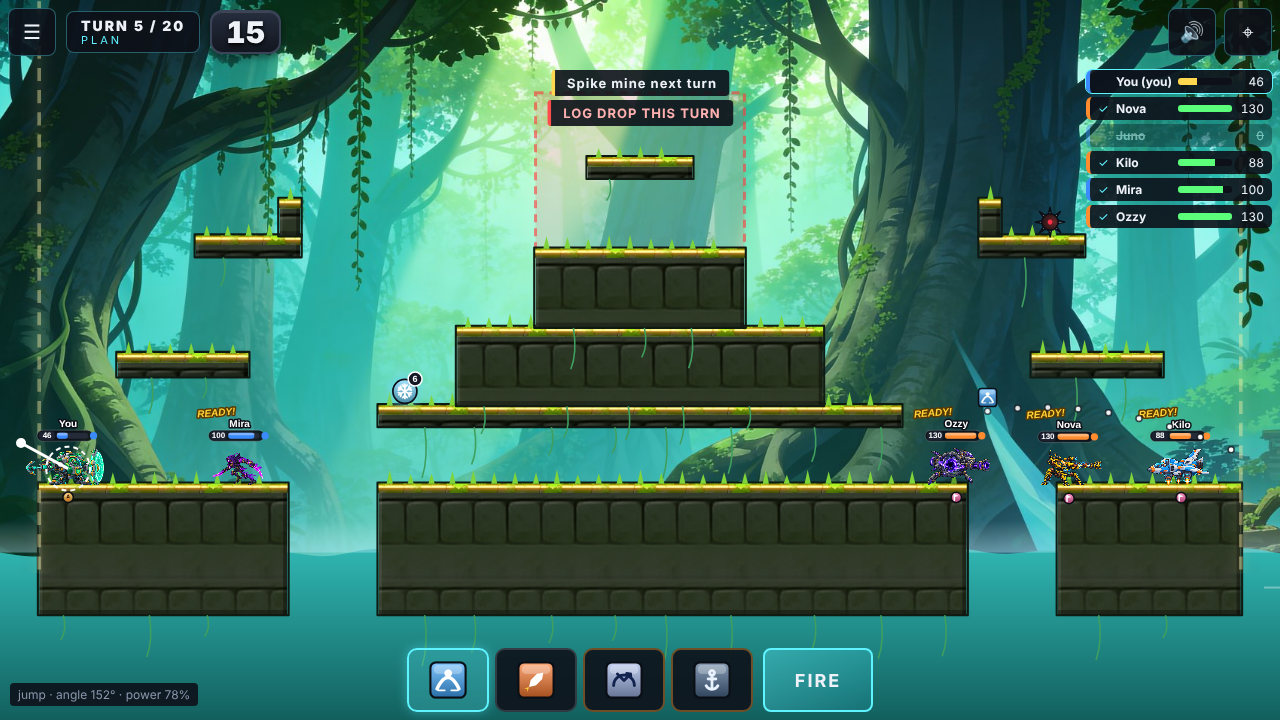 ☰
TURN 5 / 20
PLAN
15
Spike mine next turn
LOG DROP THIS TURN
You (you) 46
✓ Nova 130
Juno 0
✓ Kilo 88
✓ Mira 100
✓ Ozzy 130
6
You
46
READY!
Mira
100
READY!
Ozzy
130
READY!
Nova
130
READY!
Kilo
88
FIRE
jump · angle 152° · power 78%